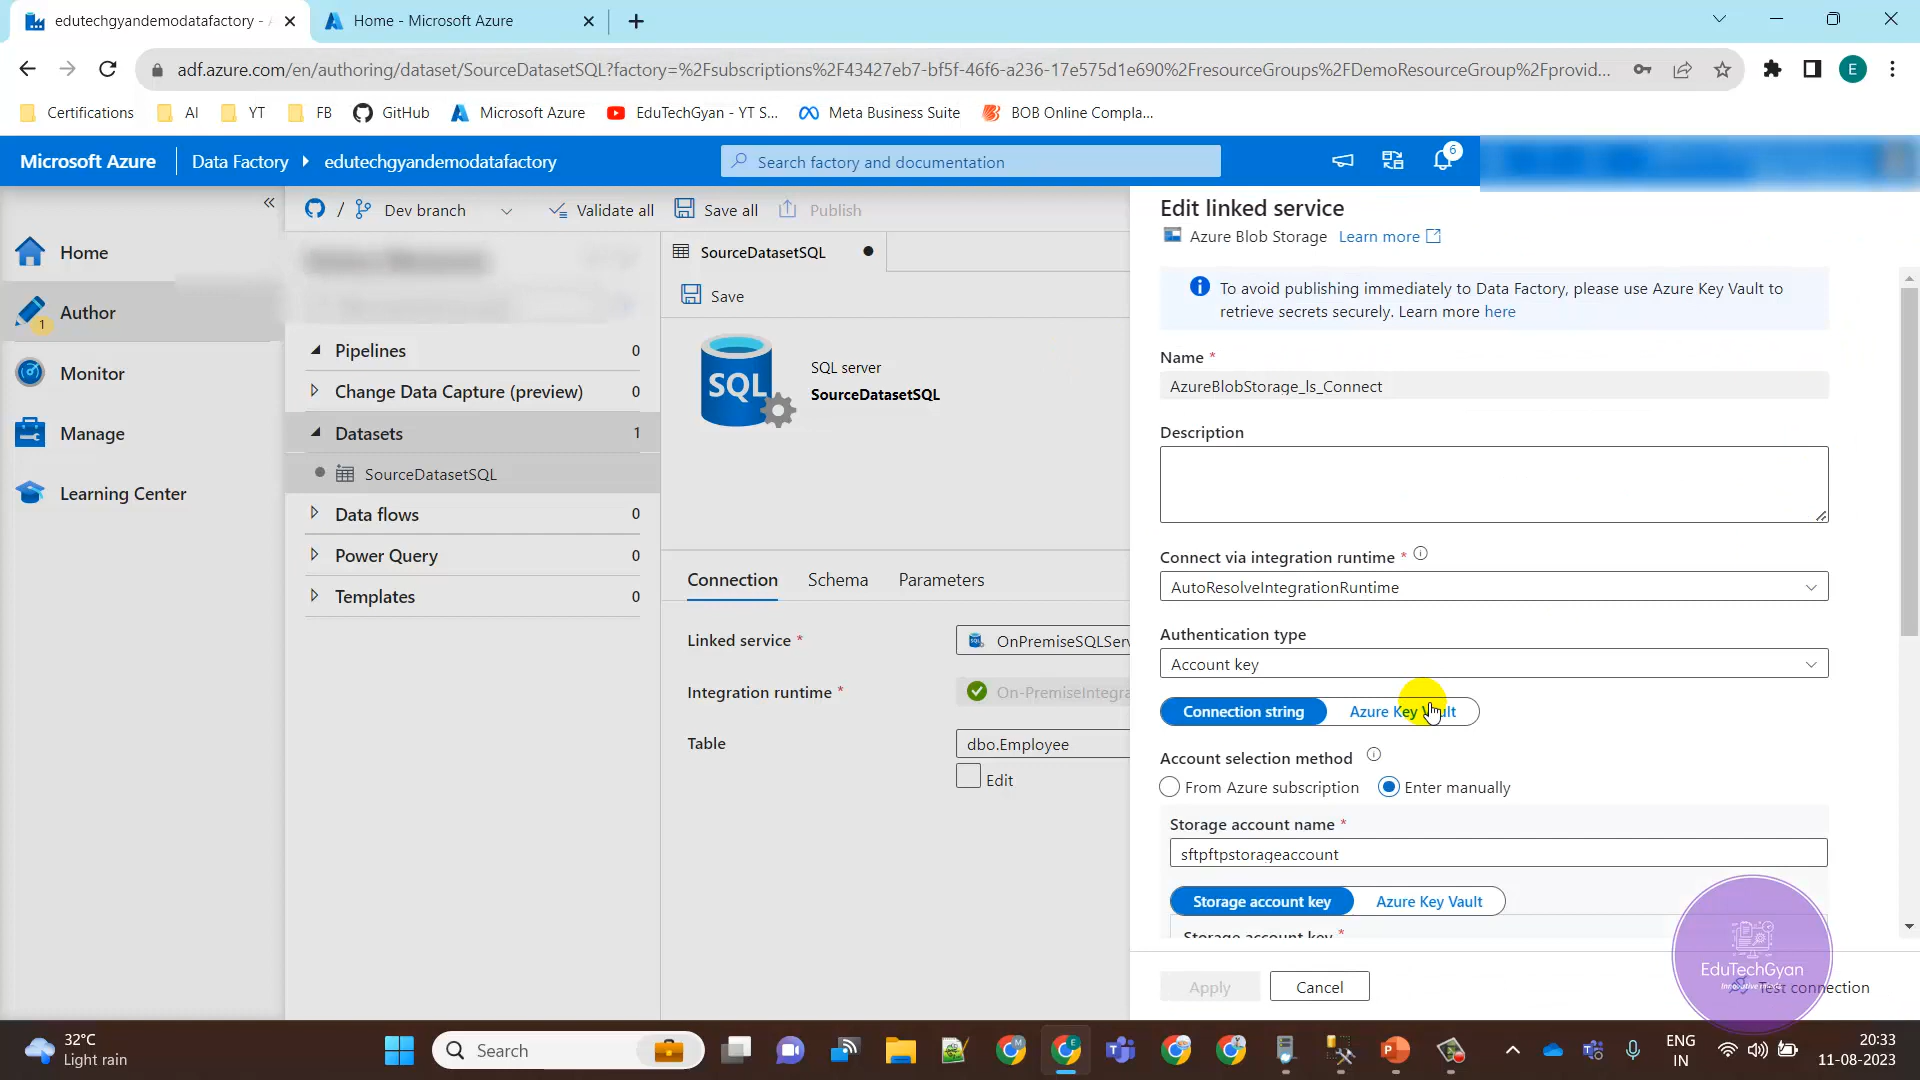 edutechgyandemodatafactory -
Home - Microsoft Azure
adf.azure.com/en/authoring/dataset/SourceDatasetSQL?factory=%2Fsubscriptions%2F43427eb7-bf5f-46f6-a236-17e575d1e690%2FresourceGroups%2FDemoResourceGroup%2Fprovid...
E
Certifications
AI
YT
FB
GitHub
Microsoft Azure
EduTechGyan - YT S...
Meta Business Suite
BOB Online Compla...
Microsoft Azure
Data Factory
edutechgyandemodatafactory
Search factory and documentation
6
Home
Author
1
Monitor
Manage
Learning Center
/
Dev branch
Validate all
Save all
Publish
Pipelines
0
Change Data Capture (preview)
0
Datasets
1
SourceDatasetSQL
Data flows
0
Power Query
0
Templates
0
SourceDatasetSQL
Save
SQL
SQL server
SourceDatasetSQL
Connection
Schema
Parameters
Linked service *
OnPremiseSQLServ
Integration runtime *
On-PremiseIntegra
Table
dbo.Employee
Edit
Edit linked service
Azure Blob Storage
Learn more
To avoid publishing immediately to Data Factory, please use Azure Key Vault to
retrieve secrets securely. Learn more here
Name *
AzureBlobStorage_ls_Connect
Description
Connect via integration runtime *
AutoResolveIntegrationRuntime
Authentication type
Account key
Connection string
Azure Key Vault
Account selection method
From Azure subscription
Enter manually
Storage account name *
sftpftpstorageaccount
Storage account key
Azure Key Vault
Storage account key *
Apply
Cancel
Test connection
EduTechGyan
32°C
Light rain
Search
ENG
IN
20:33
11-08-2023